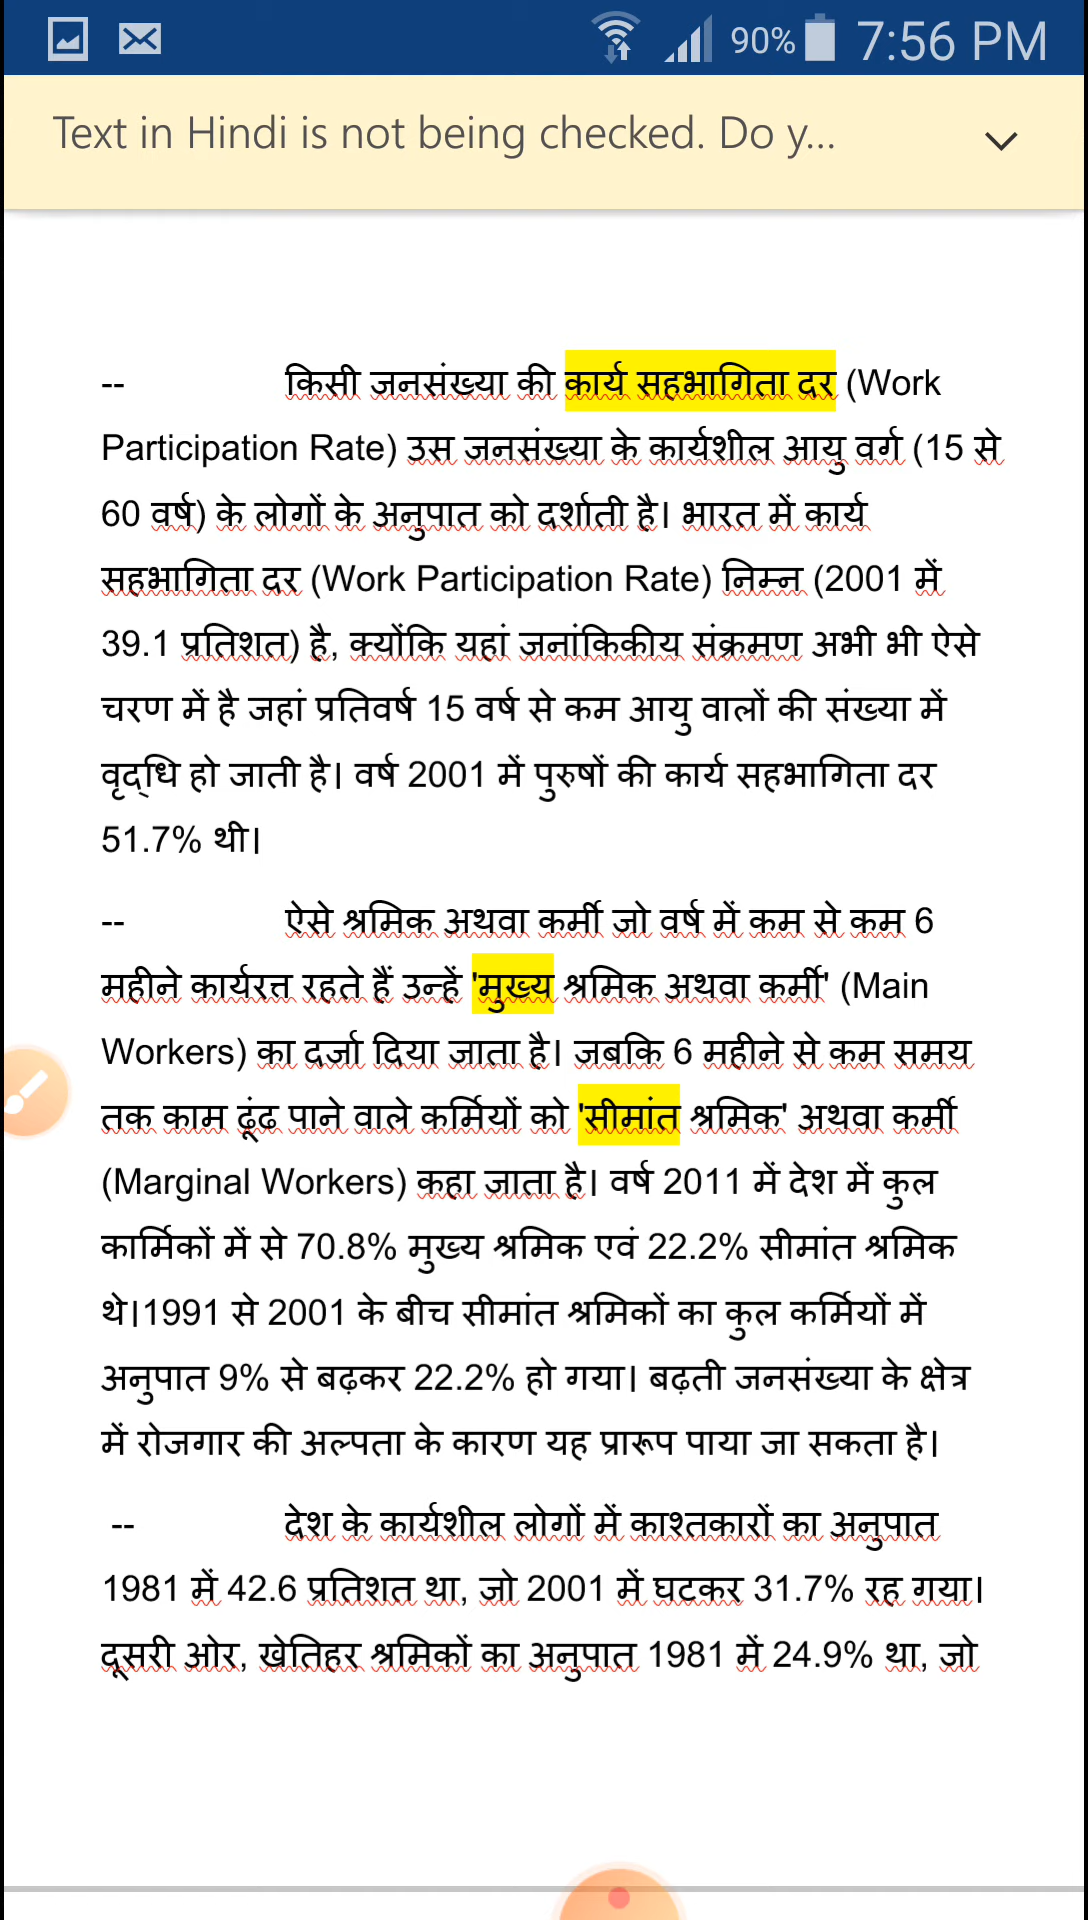 90% 7:56 PM
Text in Hindi is not being checked. Do y...
-- किसी जनसंख्या की कार्य सहभागिता दर (Work
Participation Rate) उस जनसंख्या के कार्यशील आयु वर्ग (15 से
60 वर्ष) के लोगों के अनुपात को दर्शाती है। भारत में कार्य
सहभागिता दर (Work Participation Rate) निम्न (2001 में
39.1 प्रतिशत) है, क्योंकि यहां जनांकिकीय संक्रमण अभी भी ऐसे
चरण में है जहां प्रतिवर्ष 15 वर्ष से कम आयु वालों की संख्या में
वृद्धि हो जाती है। वर्ष 2001 में पुरुषों की कार्य सहभागिता दर
51.7% थी।
-- ऐसे श्रमिक अथवा कर्मी जो वर्ष में कम से कम 6
महीने कार्यरत्त रहते हैं उन्हें 'मुख्य श्रमिक अथवा कर्मी' (Main
Workers) का दर्जा दिया जाता है। जबकि 6 महीने से कम समय
तक काम ढूंढ पाने वाले कर्मियों को 'सीमांत श्रमिक' अथवा कर्मी
(Marginal Workers) कहा जाता है। वर्ष 2011 में देश में कुल
कार्मिकों में से 70.8% मुख्य श्रमिक एवं 22.2% सीमांत श्रमिक
थे।1991 से 2001 के बीच सीमांत श्रमिकों का कुल कर्मियों में
अनुपात 9% से बढ़कर 22.2% हो गया। बढ़ती जनसंख्या के क्षेत्र
में रोजगार की अल्पता के कारण यह प्रारूप पाया जा सकता है।
-- देश के कार्यशील लोगों में काश्तकारों का अनुपात
1981 में 42.6 प्रतिशत था, जो 2001 में घटकर 31.7% रह गया।
दूसरी ओर, खेतिहर श्रमिकों का अनुपात 1981 में 24.9% था, जो